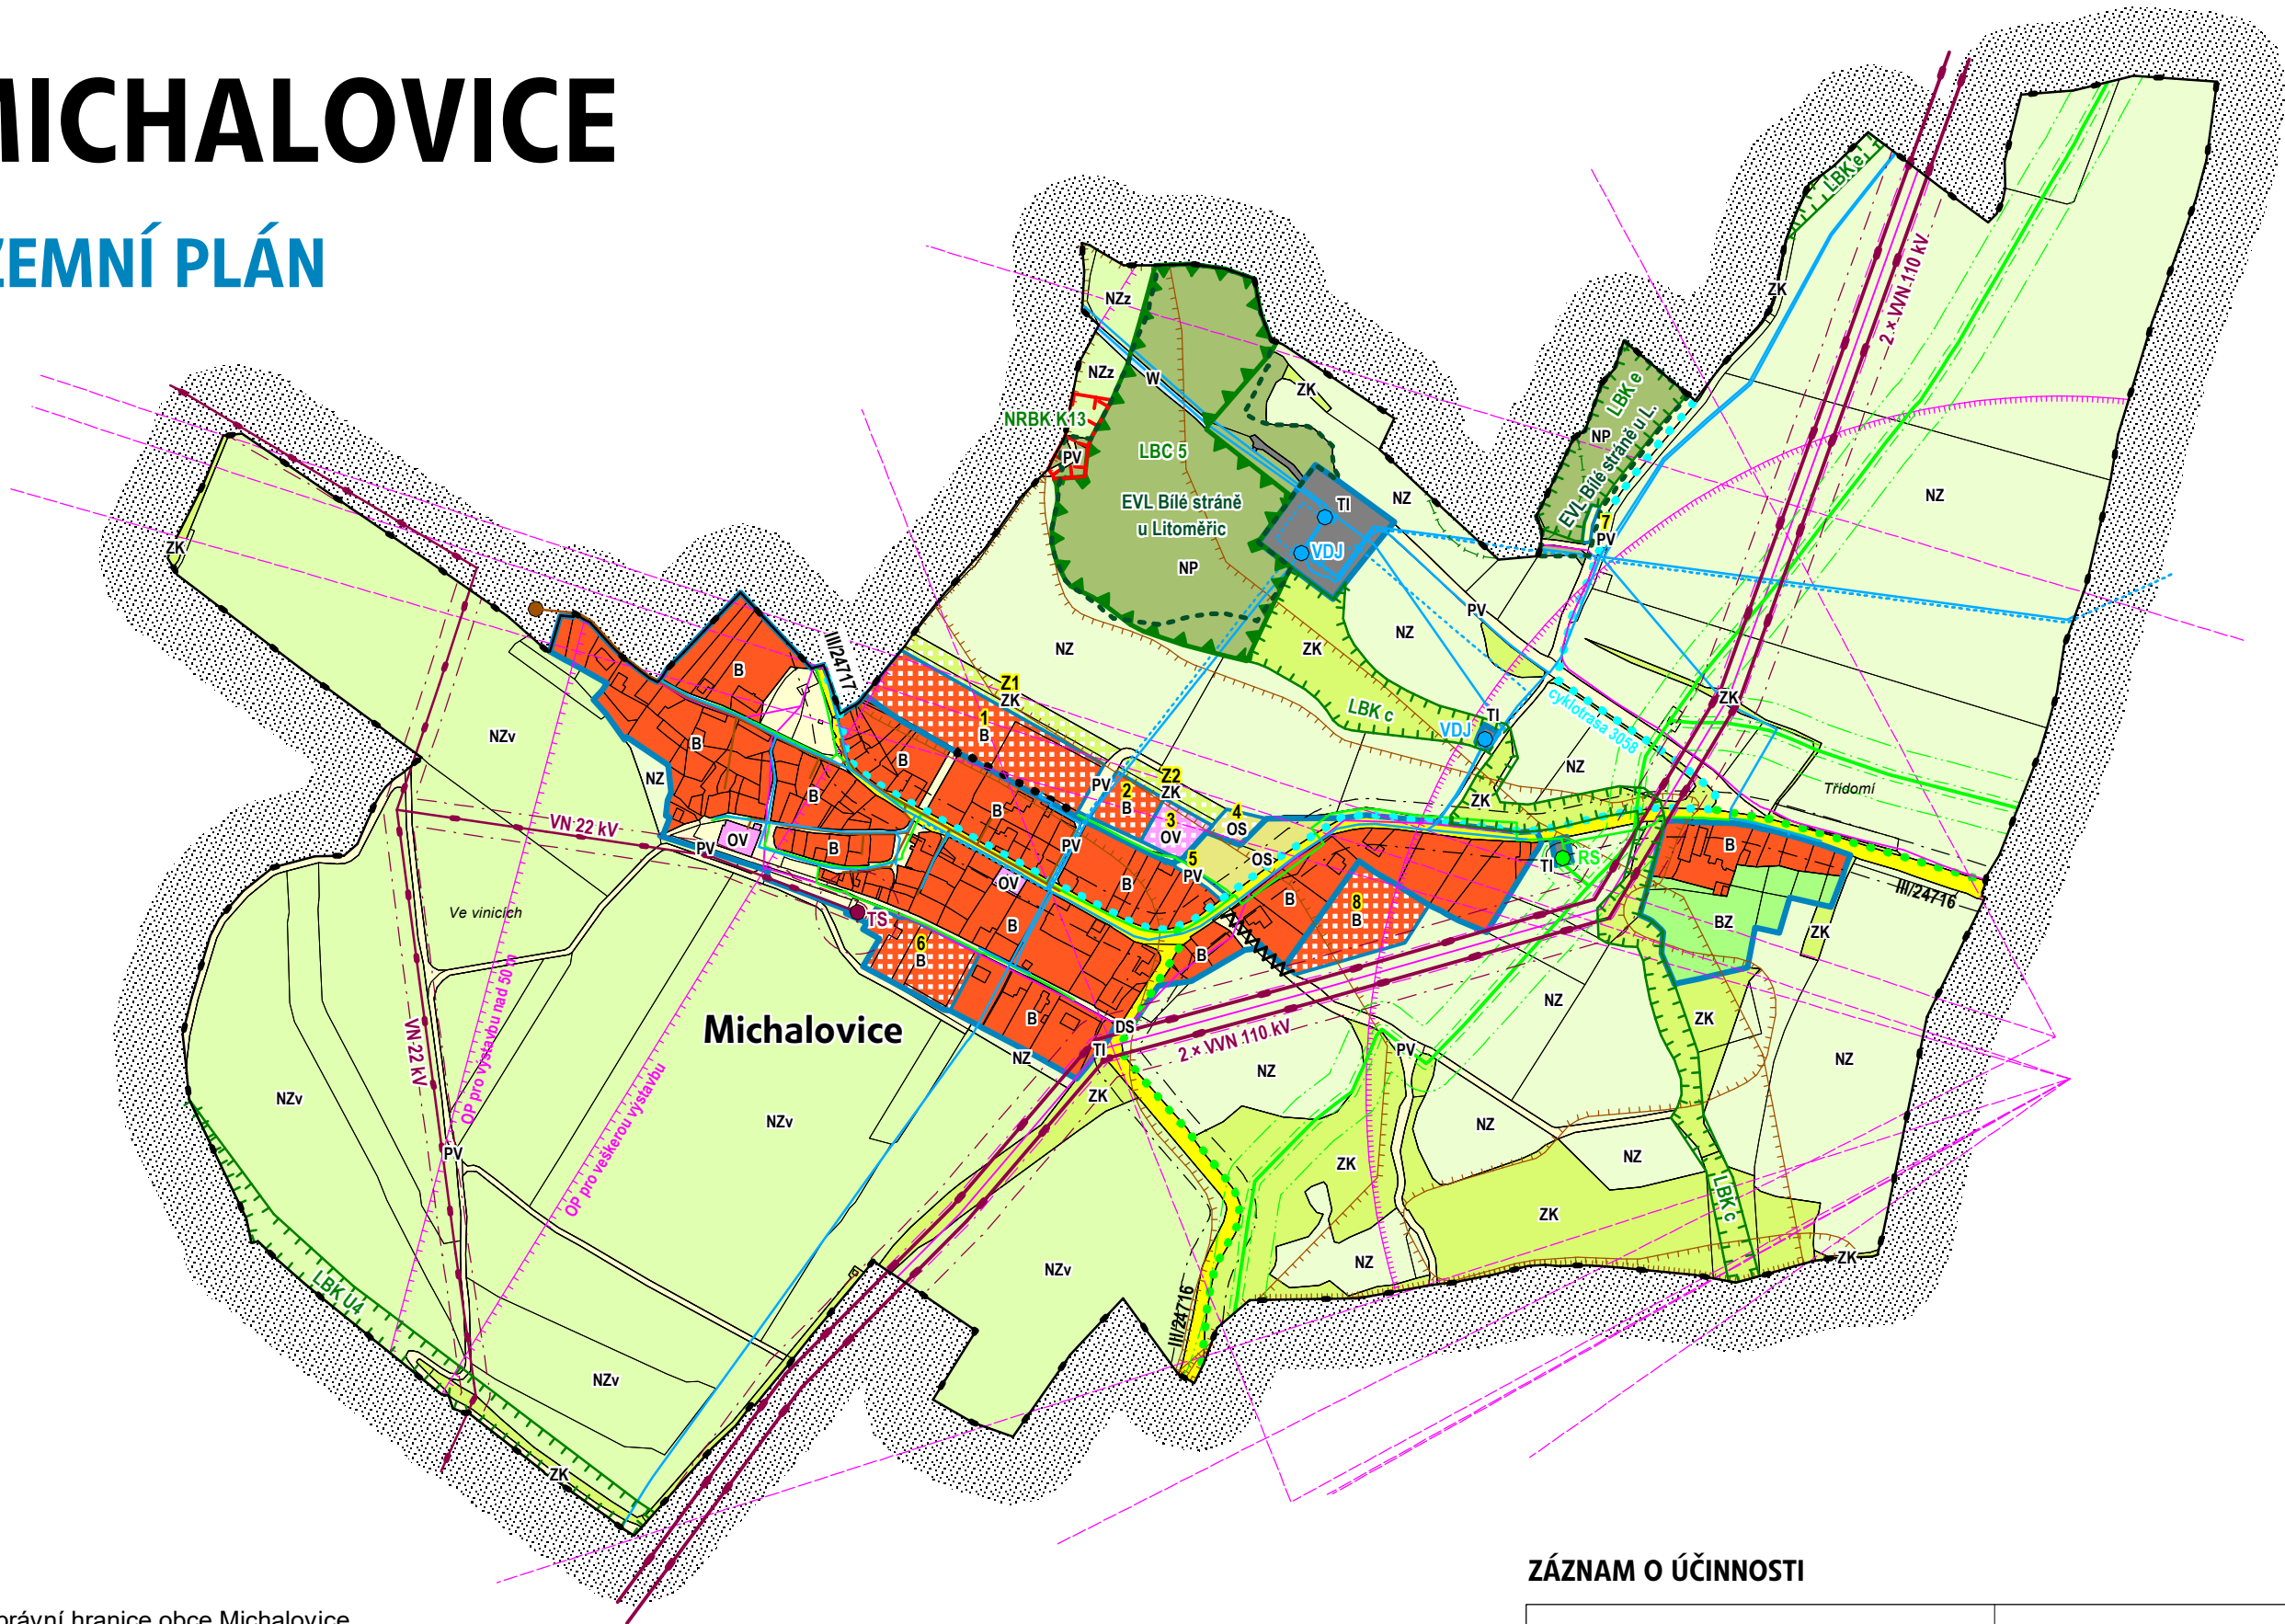 MICHALOVICE
ZEMNÍ PLÁN
LBK e
2 × VVN 110 kV
ZK
NZz
NZz
W
ZK
NRBK K13
PV
LBC 5
EVL Bílé stráně
u Litoměřic
NP
TI
VDJ
NZ
LBK e
NP
EVL Bílé stráně u L.
7
PV
NZ
ZK
III/24717
B
NZ
Z1
ZK
1
B
ZK
NZ
PV
LBK c
TI
VDJ
cyklotrasa 3058
ZK
NZ
Třídomí
NZv
NZ
B
B
B
B
PV
2
B
Z2
ZK
3
OV
4
OS
OS
ZK
VN 22 kV
PV
OV
B
OV
PV
B
5
PV
TI
RS
B
III/24716
Ve vinicích
TS
6
B
B
B
8
B
B
BZ
ZK
OP pro výstavbu nad 50 m
VN 22 kV
OP pro veškerou výstavbu
Michalovice
B
NZ
DS
TI
2 × VVN 110 kV
ZK
NZ
PV
NZ
ZK
NZ
NZv
NZv
PV
NZ
NZ
ZK
ZK
LBK c
ZK
NZ
NZv
LBK U4
III/24716
NZv
ZK
ZÁZNAM O ÚČINNOSTI
právní hranice obce Michalovice